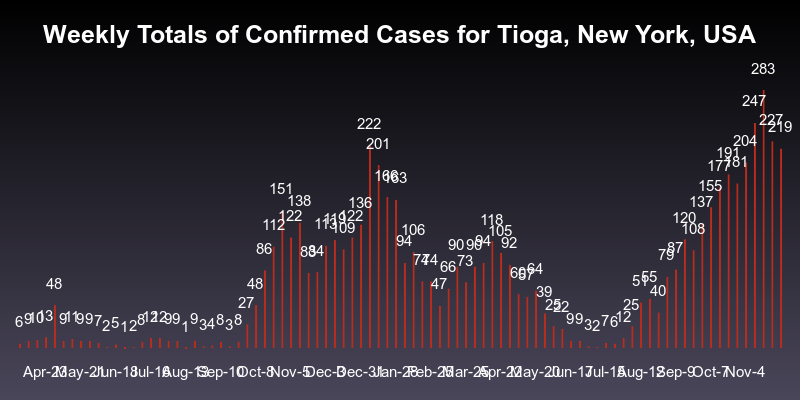 Weekly Totals of Confirmed Cases for Tioga, New York, USA
6 9 10 13 48 9 11 9 9 7 2 5 1 2 8 12 12 9 9 1 9 3 4 8 3 8 27 48 86 112 151 122 138 83 84 113 119 109 122 136 222 201 166 163 94 106 74 47 66 90 73 90 94 118 105 92 57 64 39 25 22 9 9 3 2 7 6 12 25 51 55 40 79 87 120 108 137 155 177 191 181 204 247 283 227 219
Apr-23 May-21 Jun-18 Jul-16 Aug-13 Sep-10 Oct-8 Nov-5 Dec-3 Dec-31 Jan-28 Feb-25 Mar-25 Apr-22 May-20 Jun-17 Jul-15 Aug-12 Sep-9 Oct-7 Nov-4